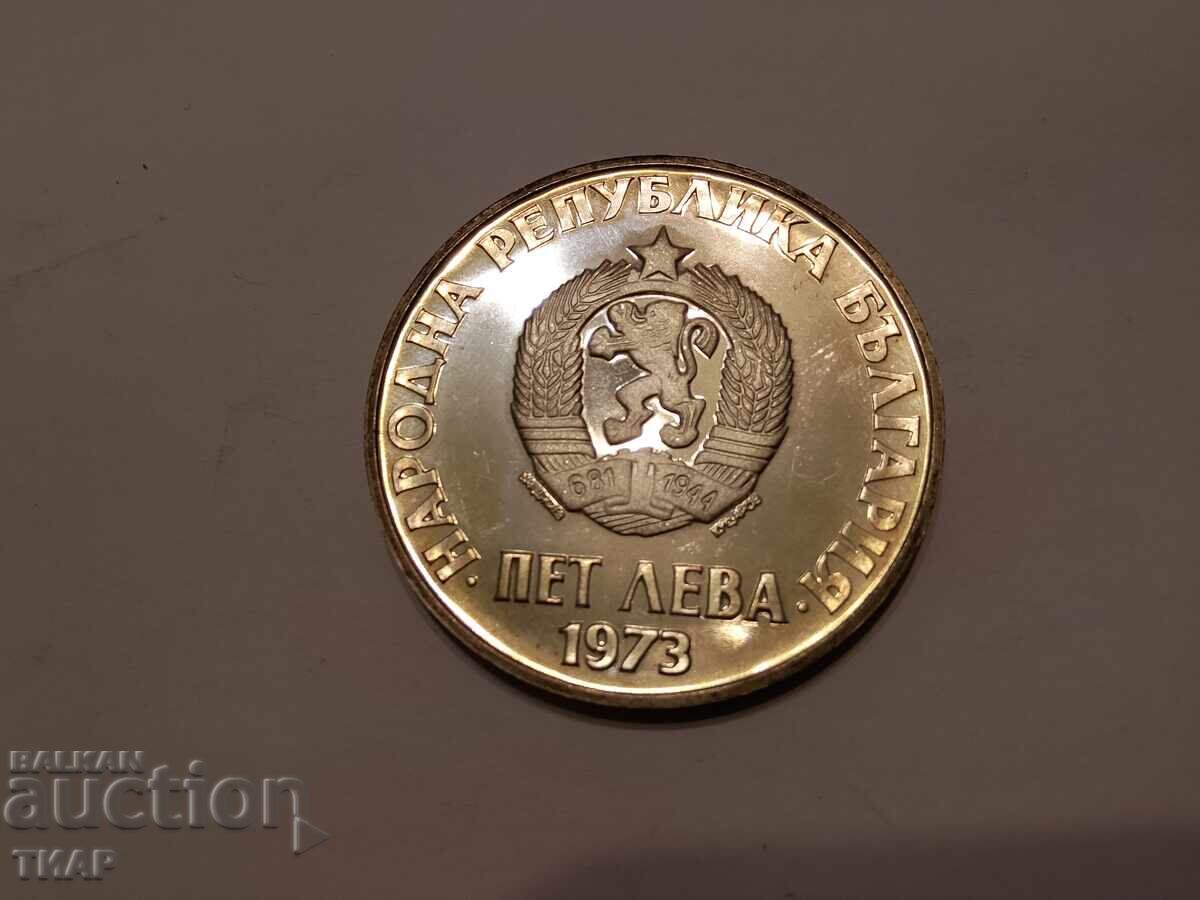 · НАРОДНА РЕПУБЛИКА БЪЛГАРИЯ ·
681 1944
ПЕТ ЛЕВА
1973
BALKAN
auction
ТИАР